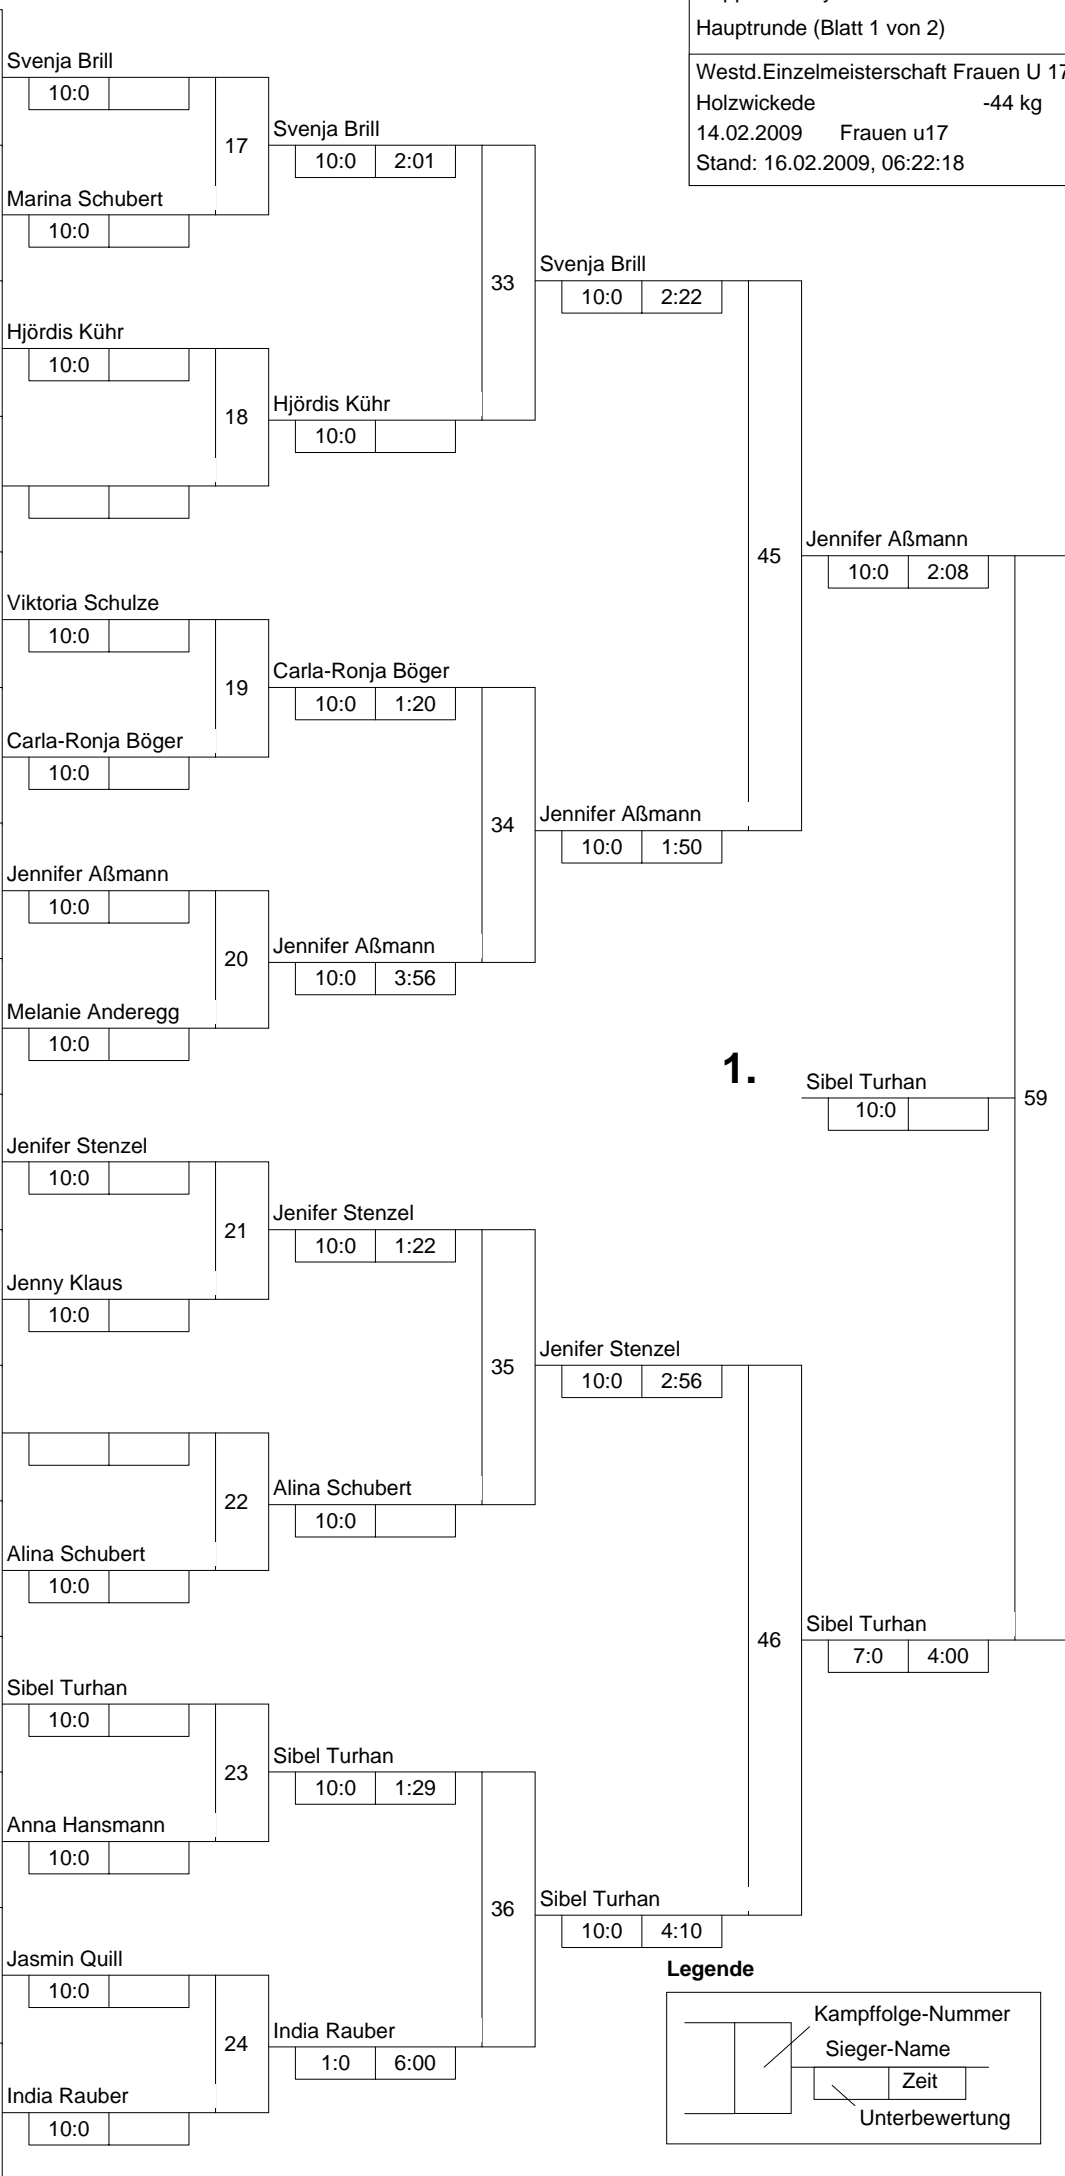 Hauptrunde (Blatt 1 von 2)
Westd.Einzelmeisterschaft Frauen U 17
Holzwickede -44 kg
14.02.2009 Frauen u17
Stand: 16.02.2009, 06:22:18
Svenja Brill
10:0
17
Marina Schubert
10:0
Svenja Brill
10:0 2:01
33
Hjördis Kühr
10:0
18
Hjördis Kühr
10:0
Svenja Brill
10:0 2:22
45
Viktoria Schulze
10:0
19
Carla-Ronja Böger
10:0
Carla-Ronja Böger
10:0 1:20
34
Jennifer Aßmann
10:0
20
Melanie Anderegg
10:0
Jennifer Aßmann
10:0 3:56
Jennifer Aßmann
10:0 1:50
Jennifer Aßmann
10:0 2:08
1.
Sibel Turhan
10:0
59
Jenifer Stenzel
10:0
21
Jenny Klaus
10:0
Jenifer Stenzel
10:0 1:22
35
22
Alina Schubert
10:0
Alina Schubert
10:0
Jenifer Stenzel
10:0 2:56
46
Sibel Turhan
7:0 4:00
Sibel Turhan
10:0
23
Anna Hansmann
10:0
Sibel Turhan
10:0 1:29
36
Sibel Turhan
10:0 4:10
Jasmin Quill
10:0
24
India Rauber
10:0
India Rauber
1:0 6:00
Legende
Kampffolge-Nummer
Sieger-Name
Zeit
Unterbewertung